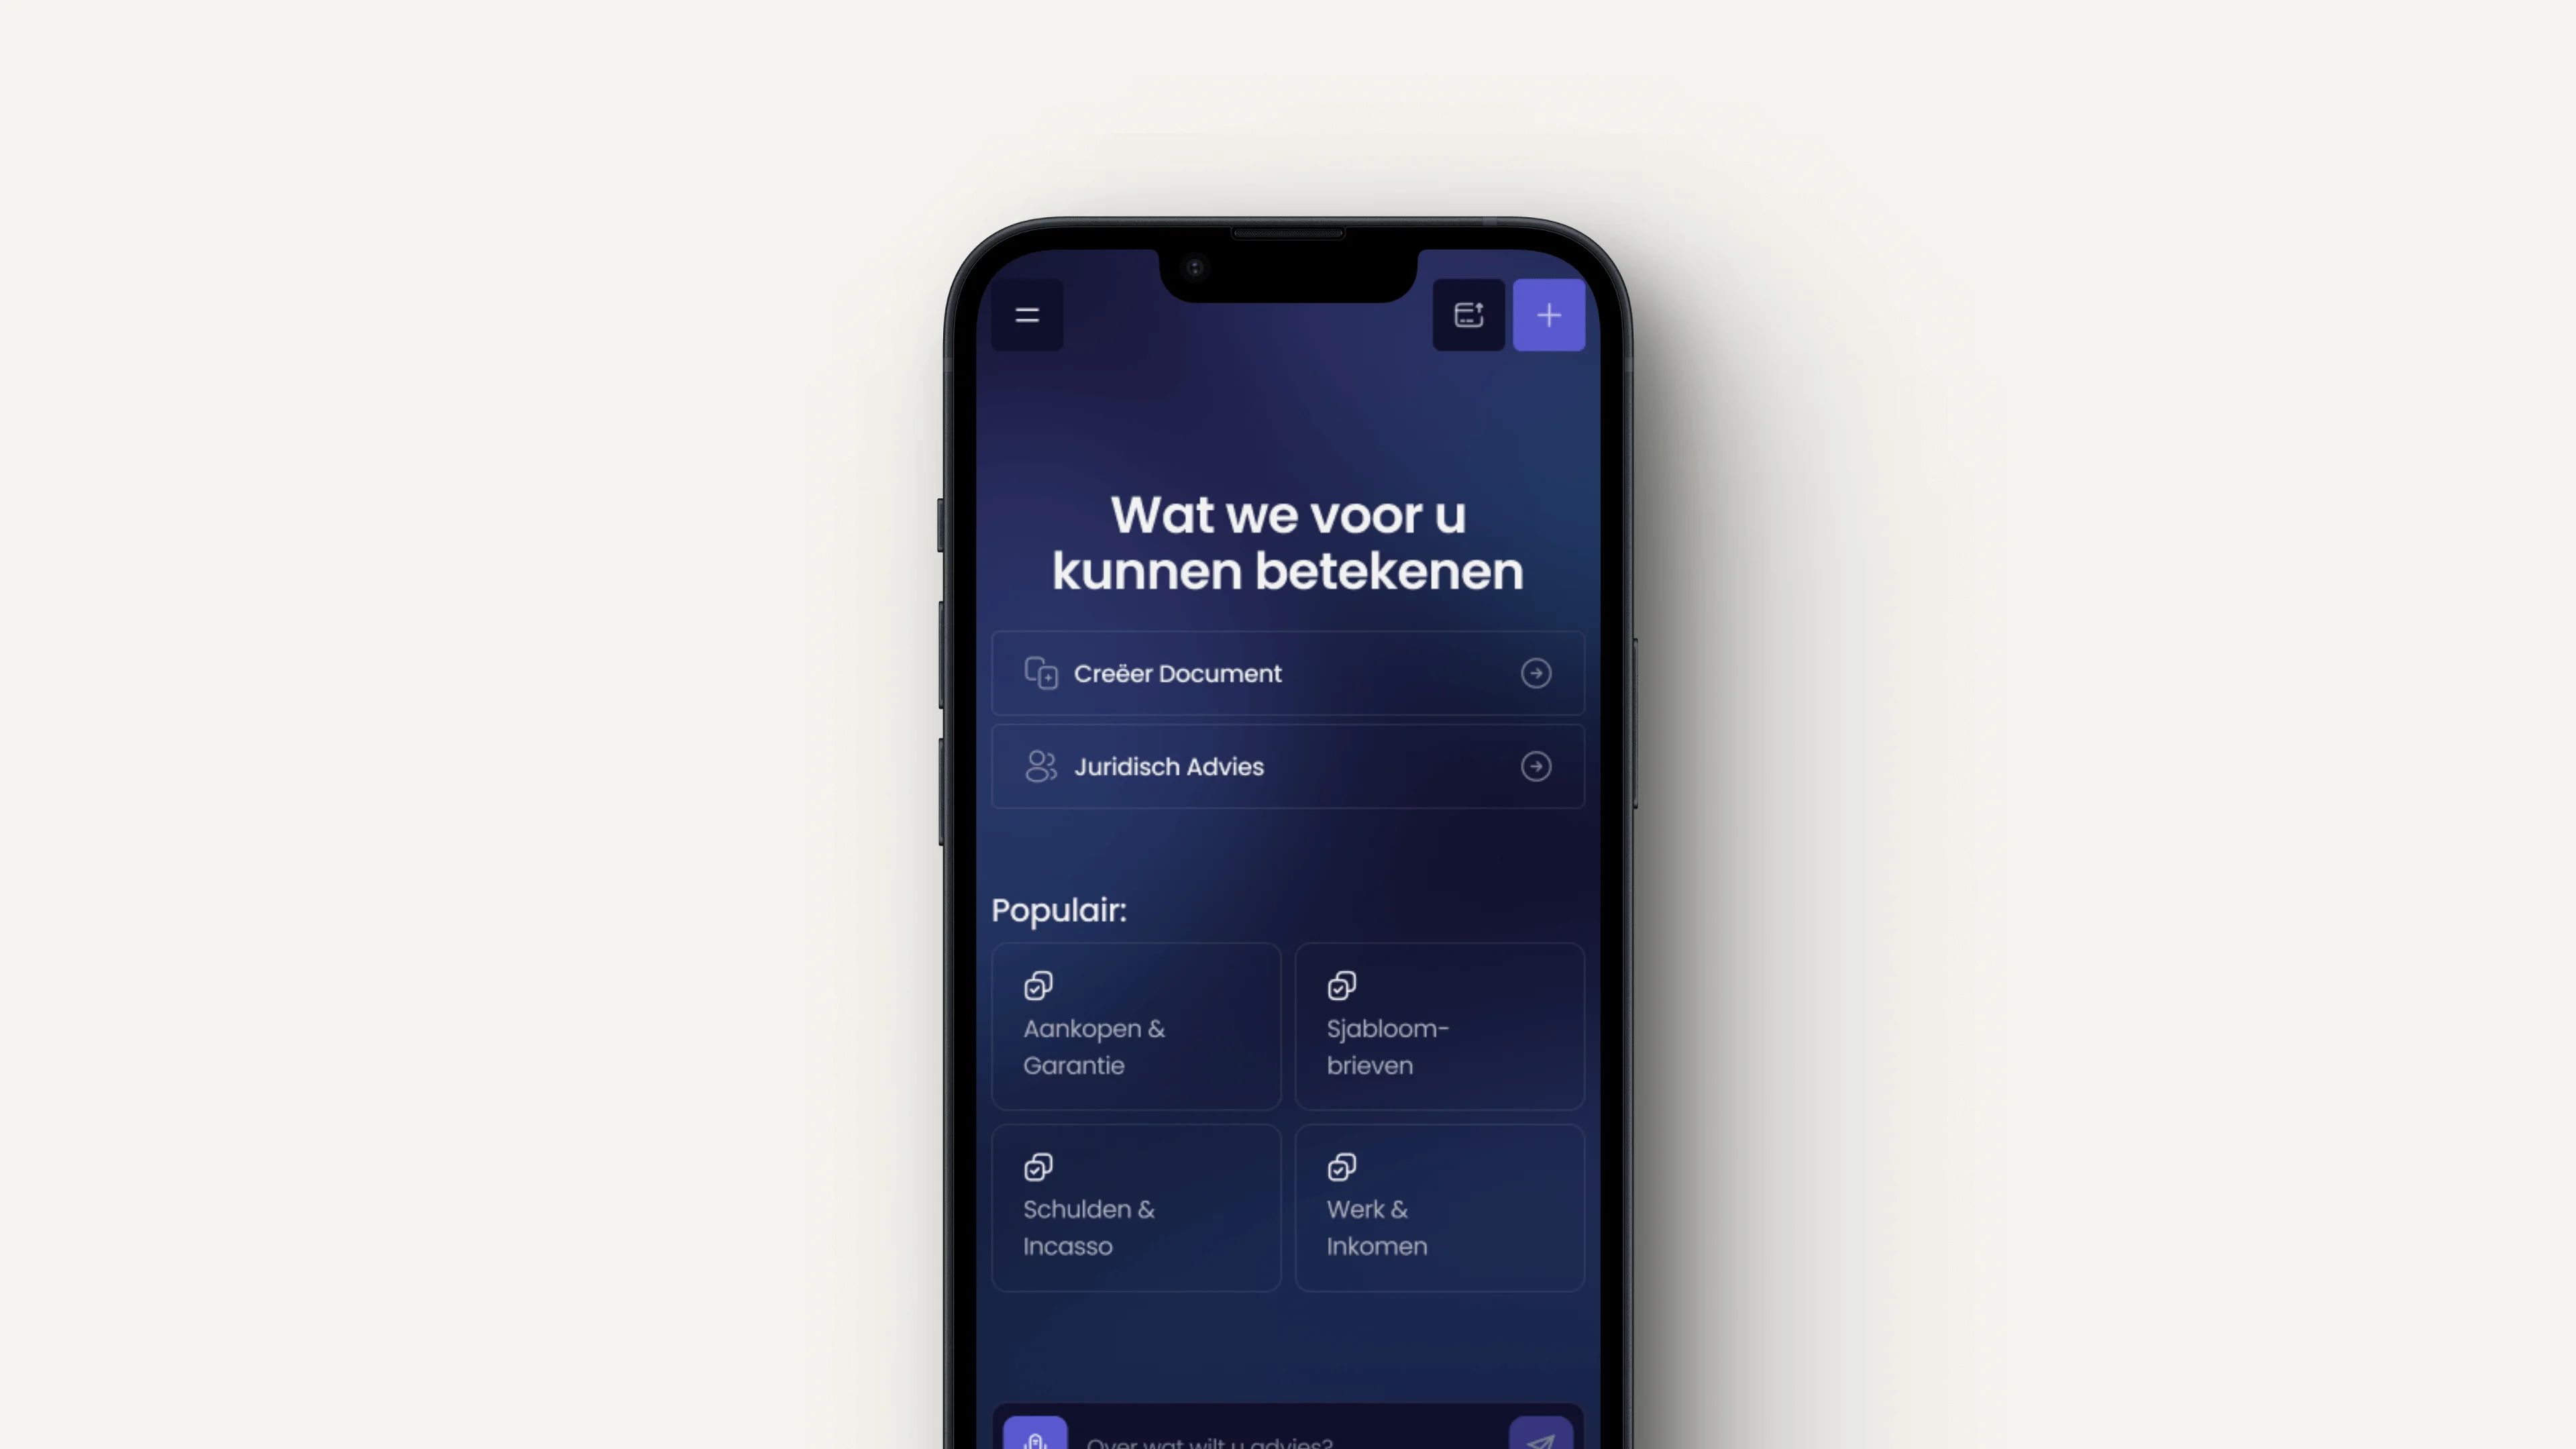 Wat we voor u
kunnen betekenen
Creëer Document
Juridisch Advies
Populair:
Aankopen &
Garantie
Sjabloom-
brieven
Schulden &
Incasso
Werk &
Inkomen
Over wat wilt u advies?